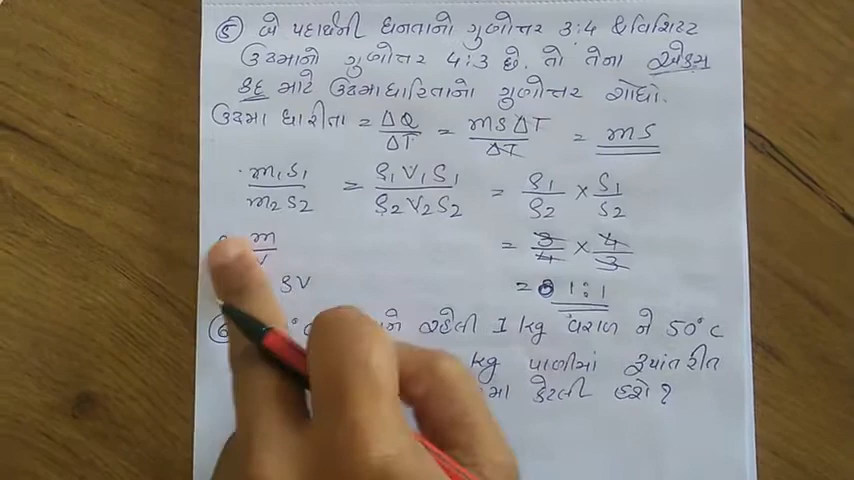 ⑤ બે પદાર્થની ઘનતાનો ગુણોત્તર 3:4 & વિશિષ્ટ
ઉષ્માનો ગુણોત્તર 4:3 છે. તો તેના એકમ
કદ માટે ઉષ્માધારિતાનો ગુણોત્તર શોધો.
ઉષ્મા ધારીતા = ΔQ/ΔT = mSΔT/ΔT = mS
m₁S₁/m₂S₂ = ρ₁V₁S₁/ρ₂V₂S₂ = ρ₁/ρ₂ × S₁/S₂
m/V = 3/4 × 4/3
ρV = 1:1
વરાળ ને 50°C
રહેલી 1 kg
kg પાણીમાં રૂપાંતરીત
કેટલી હશે ?